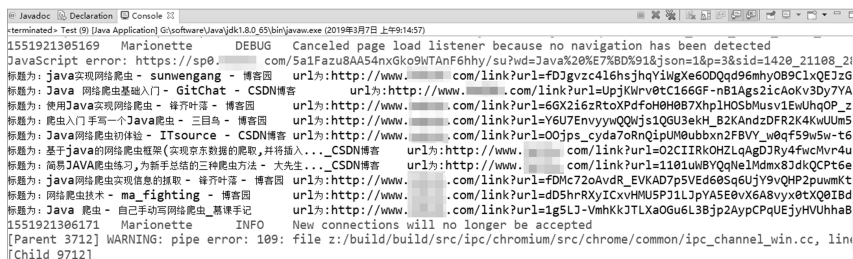 @ Javadoc Declaration Console
<terminated> Test (9) [Java Application] G:\software\Java\jdk1.8.0_65\bin\javaw.exe (2019年3月7日 上午9:14:57)
1551921305169 Marionette DEBUG Canceled page load listener because no navigation has been detected
JavaScript error: https://sp0. com/5a1Fazu8AA54nxGko9WTAnF6hhy/su?wd=Java%20%E7%BD%91&json=1&p=3&sid=1420_21108_28
标题为：java实现网络爬虫 - sunwengang - 博客园 url为:http://www. .com/link?url=fDJgvzc4l6hsjhqYiWgXe6ODQqd96mhyOB9ClxQEJzG
标题为：Java 网络爬虫基础入门 - GitChat - CSDN博客 url为:http://www. .com/link?url=UpjKWrv0tC166GF-nB1Ags2icAoKv3Dy7YA
标题为：使用Java实现网络爬虫 - 锋齐叶落 - 博客园 url为:http://www. .com/link?url=6GX2i6zRtoXPdfoH0H0B7XhplHOSbMusv1EwUhqOP_z
标题为：爬虫入门 手写一个Java爬虫 - 三目鸟 - 博客园 url为:http://www. .com/link?url=Y6U7EnvyywQQWjs1QGU3ekH_B2KAndzDFR2K4KwUUm5
标题为：Java网络爬虫初体验 - ITsource - CSDN博客 url为:http://www. .com/link?url=OOjps_cyda7oRnQipUM0ubbxn2FBVY_w0qf59w5w-t6
标题为：基于java的网络爬虫框架(实现京东数据的爬取,并将插入..._CSDN博客 url为:http://www. .com/link?url=O2CIIRkOHZLqAgDJRy4fwcMvr4u
标题为：简易JAVA爬虫练习,为新手总结的三种爬虫方法 - 大先生..._CSDN博客 url为:http://www. .com/link?url=1101uWBYQqNelMdmx8JdkQCPt6e
标题为：java网络爬虫实现信息的抓取 - 锋齐叶落 - 博客园 url为:http://www. .com/link?url=fDMc72oAvdR_EVKAD7p5VEd60Sq6UjY9vQHP2puwmKt
标题为：网络爬虫技术 - ma_fighting - 博客园 url为:http://www. .com/link?url=dD5hrRXyICxvHMU5PJ1LJpYA5E0vX6A8vyx0tXQ0IBd
标题为：Java 爬虫 - 自己手动写网络爬虫_慕课手记 url为:http://www. .com/link?url=1g5LJ-VmhKkJTLXaOGu6L3Bjp2AypCPqUEjyHVUhhaB
1551921306171 Marionette INFO New connections will no longer be accepted
[Parent 3712] WARNING: pipe error: 109: file z:/build/build/src/ipc/chromium/src/chrome/common/ipc_channel_win.cc, line
[Child 9712]